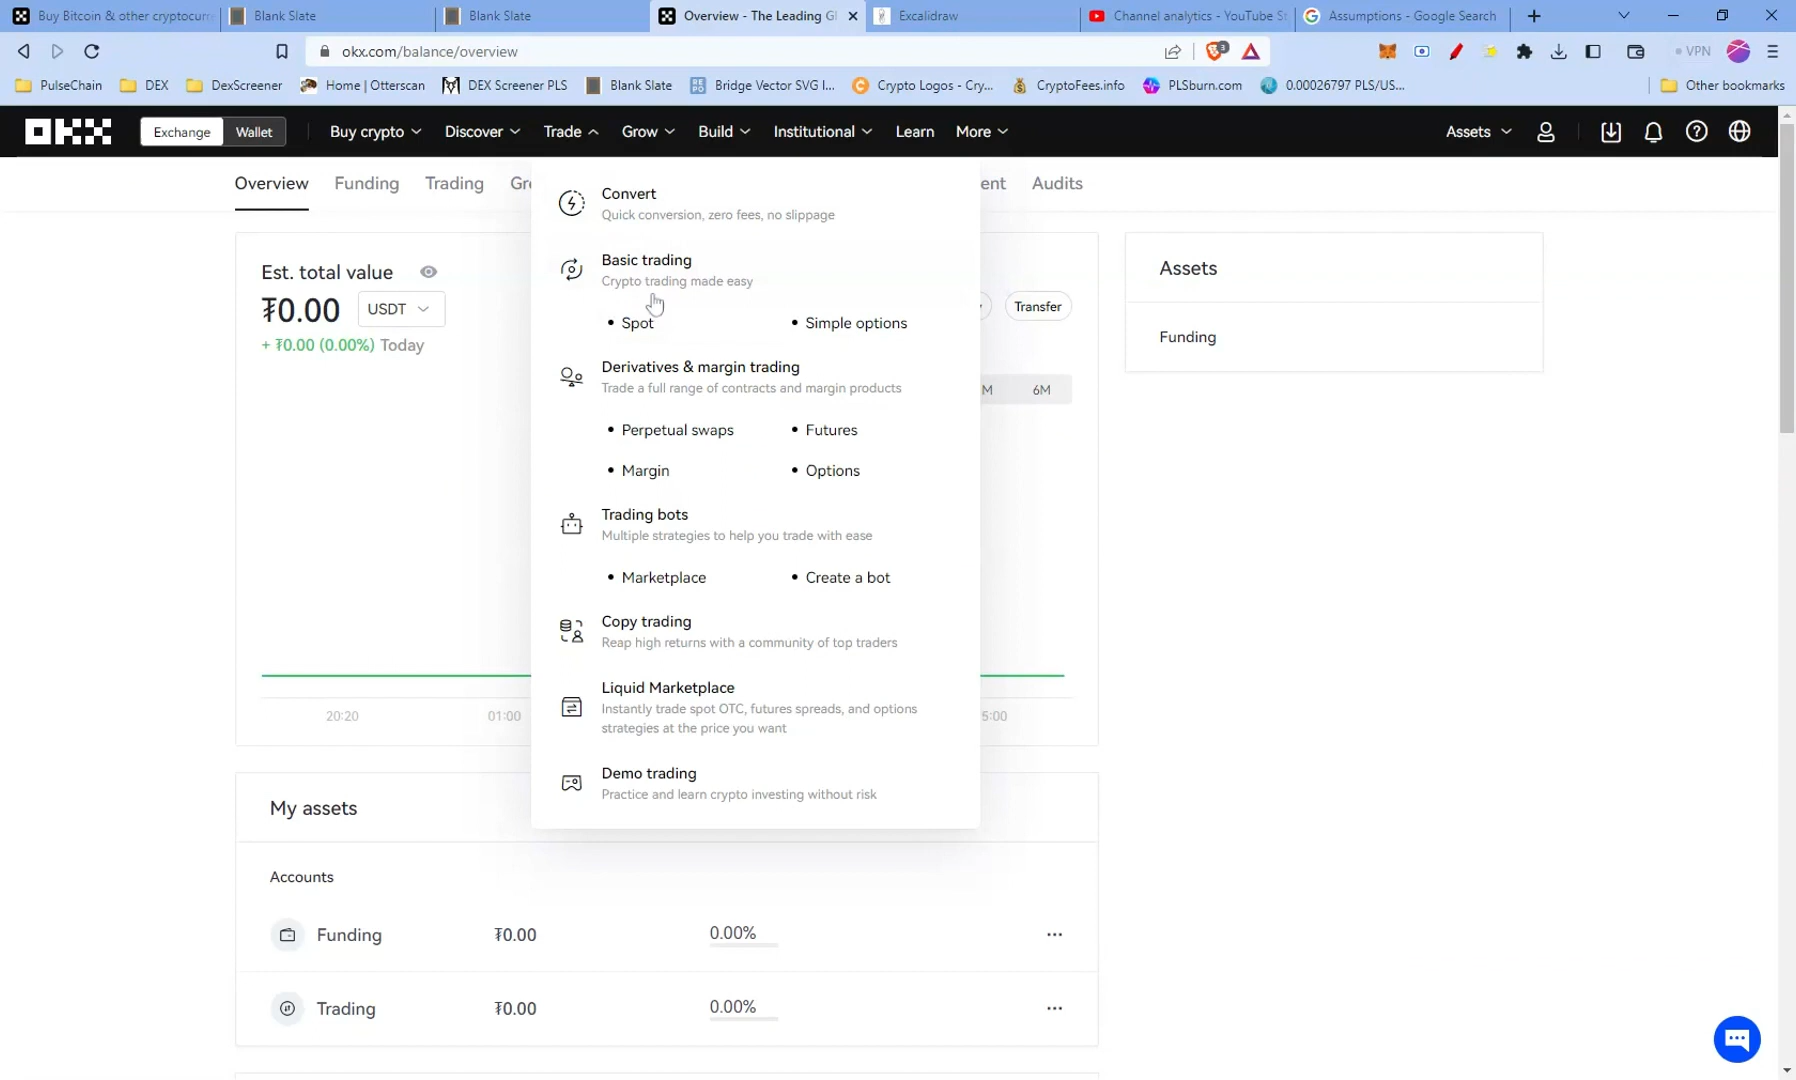 Buy Bitcoin & other cryptocurr
Blank Slate
Blank Slate
Overview - The Leading Gl
Excalidraw
Channel analytics - YouTube St
Assumptions - Google Search
okx.com/balance/overview
3
VPN
PulseChain
DEX
DexScreener
Home | Otterscan
DEX Screener PLS
Blank Slate
Bridge Vector SVG I...
Crypto Logos - Cry...
CryptoFees.info
PLSburn.com
0.00026797 PLS/US...
Other bookmarks
OKX
Exchange
Wallet
Buy crypto
Discover
Trade
Grow
Build
Institutional
Learn
More
Assets
Overview
Funding
Trading
Gr
ent
Audits
Convert
Quick conversion, zero fees, no slippage
Basic trading
Crypto trading made easy
• Spot
• Simple options
Derivatives & margin trading
Trade a full range of contracts and margin products
• Perpetual swaps
• Futures
• Margin
• Options
Trading bots
Multiple strategies to help you trade with ease
• Marketplace
• Create a bot
Copy trading
Reap high returns with a community of top traders
Liquid Marketplace
Instantly trade spot OTC, futures spreads, and options
strategies at the price you want
Demo trading
Practice and learn crypto investing without risk
Est. total value
₮0.00
USDT
+ ₮0.00 (0.00%) Today
Transfer
M
6M
20:20
01:00
5:00
Assets
Funding
My assets
Accounts
Funding
₮0.00
0.00%
Trading
₮0.00
0.00%